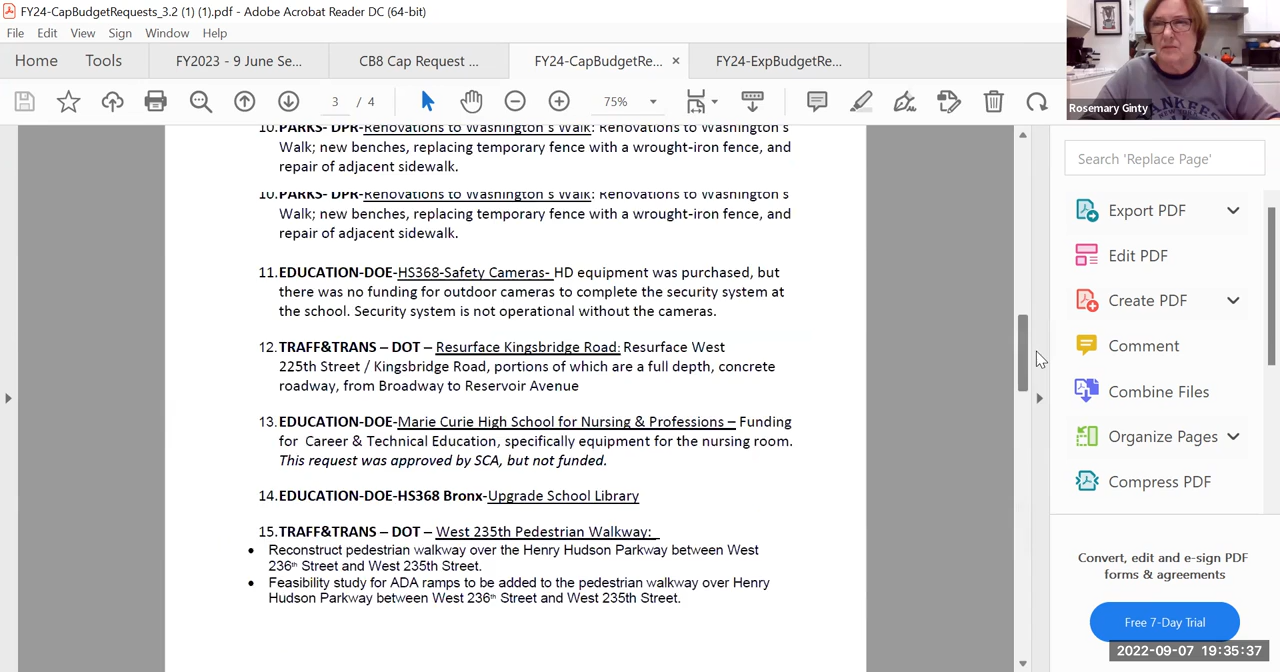 FY24-CapBudgetRequests_3.2 (1) (1).pdf - Adobe Acrobat Reader DC (64-bit)
File Edit View Sign Window Help
Home Tools FY2023 - 9 June Se... CB8 Cap Request ... FY24-CapBudgetRe... × FY24-ExpBudgetRe...
3 / 4 75%
Rosemary Ginty
10. PARKS- DPR-Renovations to Washington's Walk: Renovations to Washington's
Walk; new benches, replacing temporary fence with a wrought-iron fence, and
repair of adjacent sidewalk.
10. PARKS- DPR-Renovations to Washington's Walk: Renovations to Washington's
Walk; new benches, replacing temporary fence with a wrought-iron fence, and
repair of adjacent sidewalk.
11. EDUCATION-DOE-HS368-Safety Cameras- HD equipment was purchased, but
there was no funding for outdoor cameras to complete the security system at
the school. Security system is not operational without the cameras.
12. TRAFF&TRANS – DOT – Resurface Kingsbridge Road: Resurface West
225th Street / Kingsbridge Road, portions of which are a full depth, concrete
roadway, from Broadway to Reservoir Avenue
13. EDUCATION-DOE-Marie Curie High School for Nursing & Professions – Funding
for Career & Technical Education, specifically equipment for the nursing room.
This request was approved by SCA, but not funded.
14. EDUCATION-DOE-HS368 Bronx-Upgrade School Library
15. TRAFF&TRANS – DOT – West 235th Pedestrian Walkway:
• Reconstruct pedestrian walkway over the Henry Hudson Parkway between West
236th Street and West 235th Street.
• Feasibility study for ADA ramps to be added to the pedestrian walkway over Henry
Hudson Parkway between West 236th Street and West 235th Street.
Search 'Replace Page'
Export PDF
Edit PDF
Create PDF
Comment
Combine Files
Organize Pages
Compress PDF
Convert, edit and e-sign PDF
forms & agreements
Free 7-Day Trial
2022-09-07 19:35:37